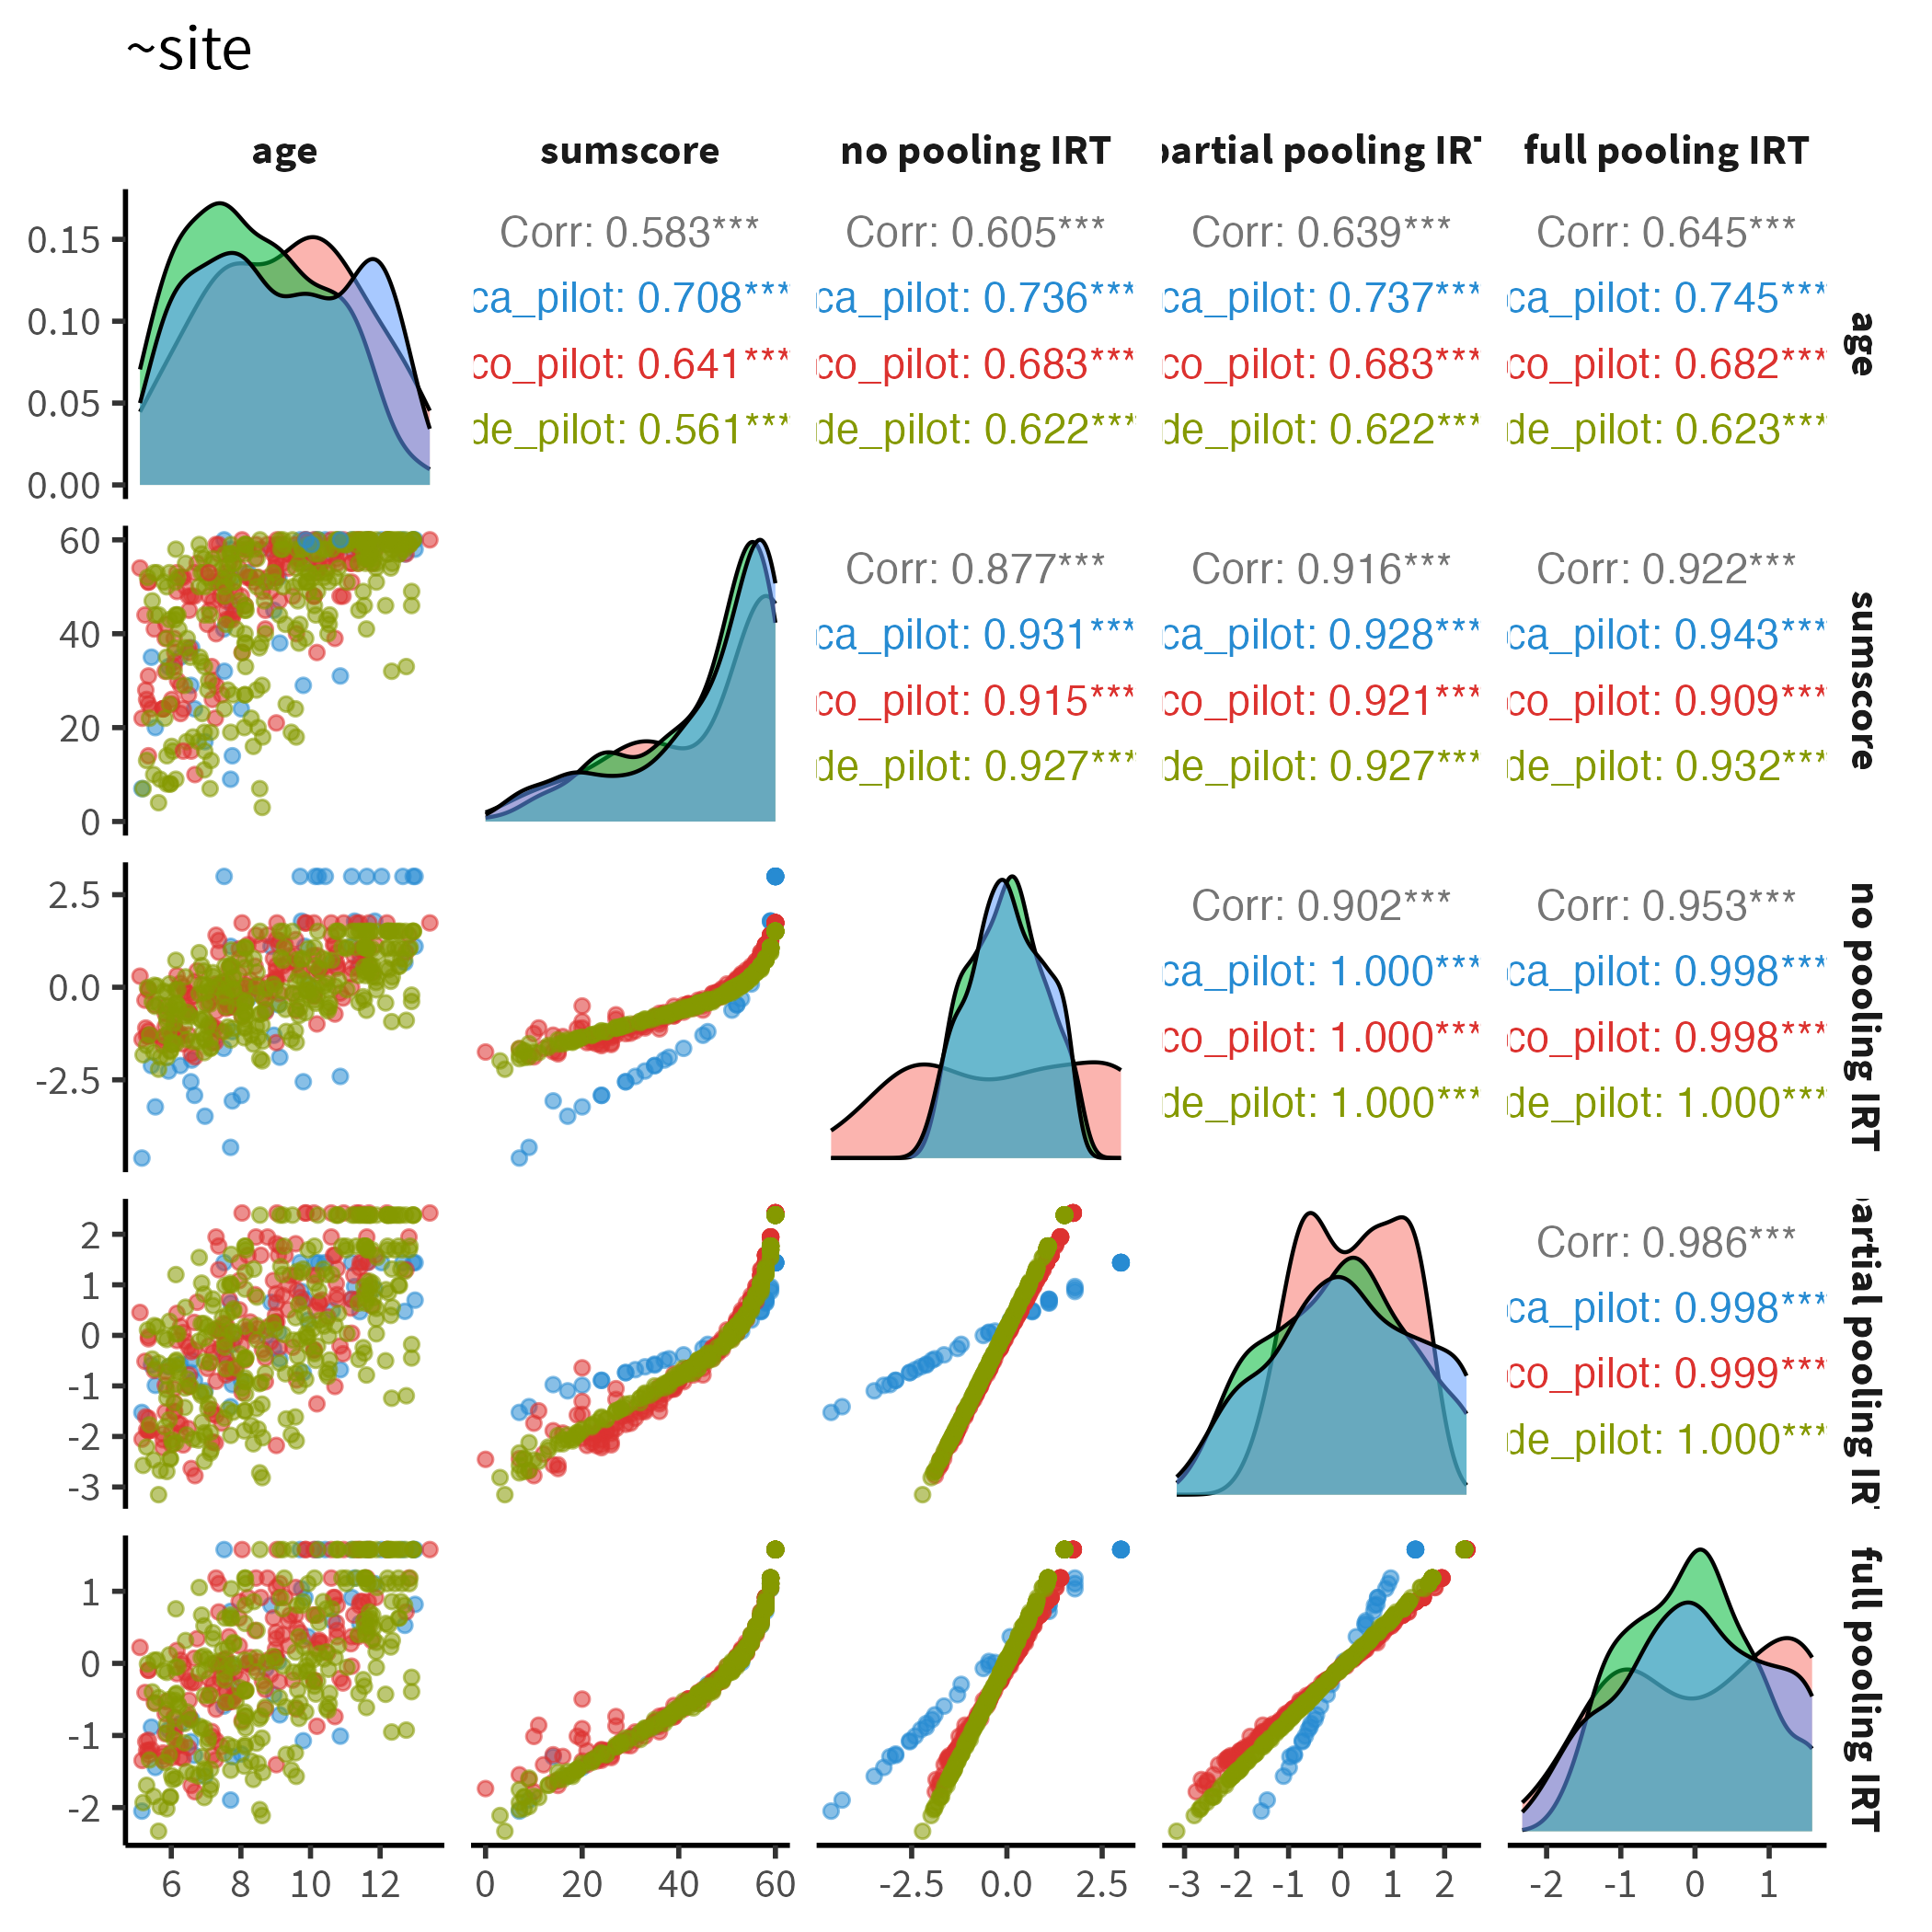 ~site
age sumscore no pooling IRT partial pooling IRT full pooling IRT
0.15
0.10
0.05
0.00
Corr: 0.583***
ca_pilot: 0.708***
co_pilot: 0.641***
de_pilot: 0.561***
Corr: 0.605***
ca_pilot: 0.736***
co_pilot: 0.683***
de_pilot: 0.622***
Corr: 0.639***
ca_pilot: 0.737***
co_pilot: 0.683***
de_pilot: 0.622***
Corr: 0.645***
ca_pilot: 0.745***
co_pilot: 0.682***
de_pilot: 0.623***
age
60
40
20
0
Corr: 0.877***
ca_pilot: 0.931***
co_pilot: 0.915***
de_pilot: 0.927***
Corr: 0.916***
ca_pilot: 0.928***
co_pilot: 0.921***
de_pilot: 0.927***
Corr: 0.922***
ca_pilot: 0.943***
co_pilot: 0.909***
de_pilot: 0.932***
sumscore
2.5
0.0
-2.5
Corr: 0.902***
ca_pilot: 1.000***
co_pilot: 1.000***
de_pilot: 1.000***
Corr: 0.953***
ca_pilot: 0.998***
co_pilot: 0.998***
de_pilot: 1.000***
no pooling IRT
2
1
0
-1
-2
-3
Corr: 0.986***
ca_pilot: 0.998***
co_pilot: 0.999***
de_pilot: 1.000***
partial pooling IR
1
0
-1
-2
full pooling IRT
6 8 10 12
0 20 40 60
-2.5 0.0 2.5
-3 -2 -1 0 1 2
-2 -1 0 1